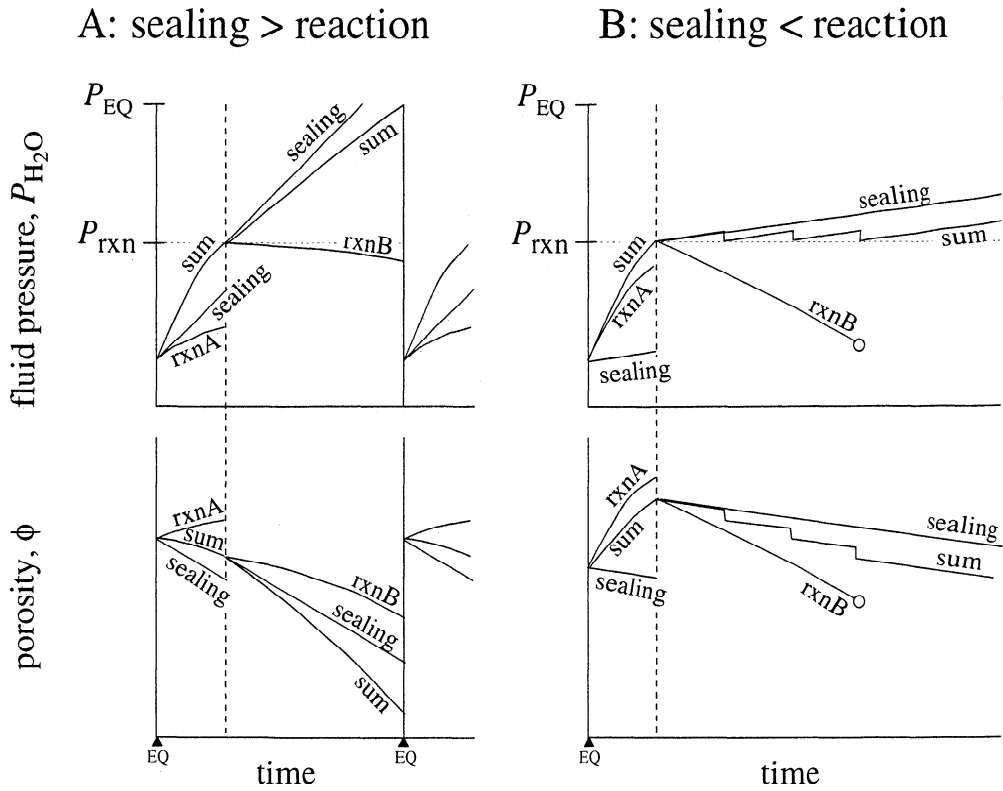 A: sealing > reaction
B: sealing < reaction
fluid pressure, P_H2O
P_EQ
P_rxn
sealing
sum
rxnB
sum
sealing
rxnA
P_EQ
P_rxn
sealing
sum
sum
rxnA
rxnB
sealing
porosity, ϕ
rxnA
sum
sealing
rxnB
sealing
sum
EQ
EQ
time
rxnA
sum
sealing
sealing
sum
rxnB
EQ
time